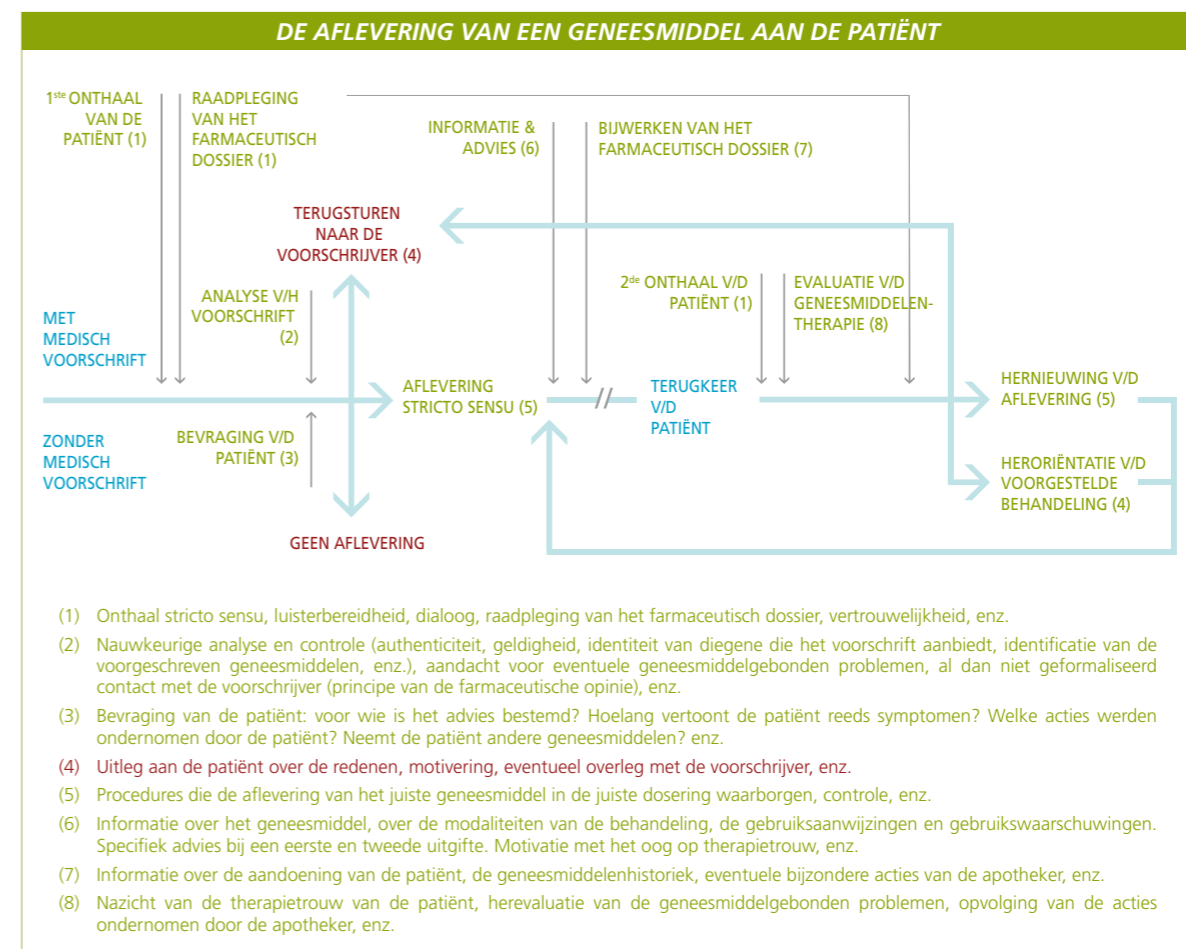 DE AFLEVERING VAN EEN GENEESMIDDEL AAN DE PATIËNT
1ste ONTHAAL
VAN DE
PATIËNT (1)
RAADPLEGING
VAN HET
FARMACEUTISCH
DOSSIER (1)
INFORMATIE &
ADVIES (6)
BIJWERKEN VAN HET
FARMACEUTISCH DOSSIER (7)
TERUGSTUREN
NAAR DE
VOORSCHRIJVER (4)
ANALYSE V/H
VOORSCHRIFT
(2)
2de ONTHAAL V/D
PATIËNT (1)
EVALUATIE V/D
GENEESMIDDELEN-
THERAPIE (8)
MET
MEDISCH
VOORSCHRIFT
AFLEVERING
STRICTO SENSU (5)
TERUGKEER
V/D
PATIËNT
HERNIEUWING V/D
AFLEVERING (5)
ZONDER
MEDISCH
VOORSCHRIFT
BEVRAGING V/D
PATIËNT (3)
HERORIËNTATIE V/D
VOORGESTELDE
BEHANDELING (4)
GEEN AFLEVERING
(1) Onthaal stricto sensu, luisterbereidheid, dialoog, raadpleging van het farmaceutisch dossier, vertrouwelijkheid, enz.
(2) Nauwkeurige analyse en controle (authenticiteit, geldigheid, identiteit van diegene die het voorschrift aanbiedt, identificatie van de
voorgeschreven geneesmiddelen, enz.), aandacht voor eventuele geneesmiddelgebonden problemen, al dan niet geformaliseerd
contact met de voorschrijver (principe van de farmaceutische opinie), enz.
(3) Bevraging van de patiënt: voor wie is het advies bestemd? Hoelang vertoont de patiënt reeds symptomen? Welke acties werden
ondernomen door de patiënt? Neemt de patiënt andere geneesmiddelen? enz.
(4) Uitleg aan de patiënt over de redenen, motivering, eventueel overleg met de voorschrijver, enz.
(5) Procedures die de aflevering van het juiste geneesmiddel in de juiste dosering waarborgen, controle, enz.
(6) Informatie over het geneesmiddel, over de modaliteiten van de behandeling, de gebruiksaanwijzingen en gebruikswaarschuwingen.
Specifiek advies bij een eerste en tweede uitgifte. Motivatie met het oog op therapietrouw, enz.
(7) Informatie over de aandoening van de patiënt, de geneesmiddelenhistoriek, eventuele bijzondere acties van de apotheker, enz.
(8) Nazicht van de therapietrouw van de patiënt, herevaluatie van de geneesmiddelgebonden problemen, opvolging van de acties
ondernomen door de apotheker, enz.